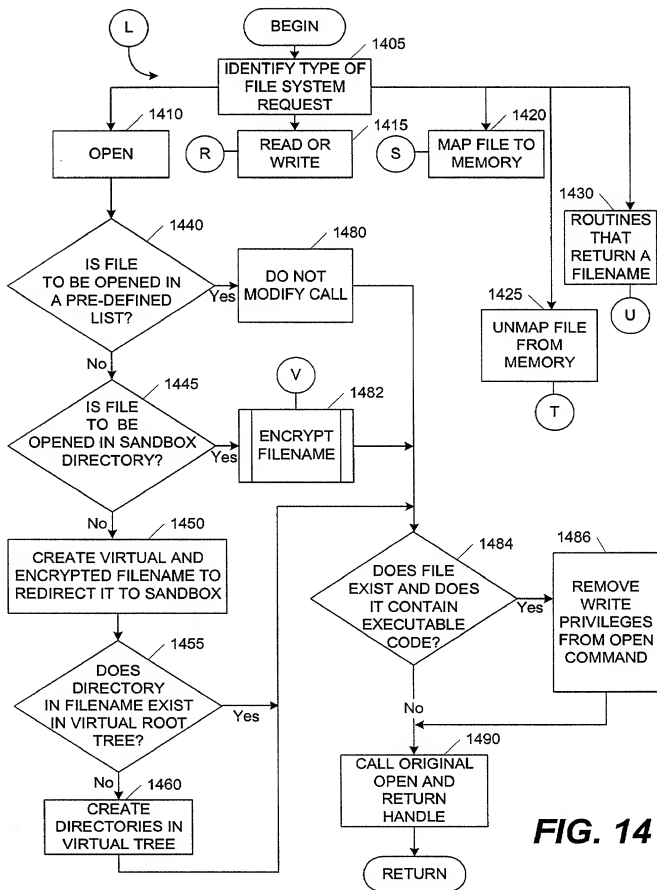 L
BEGIN
1405
IDENTIFY TYPE OF
FILE SYSTEM
REQUEST
1410
OPEN
R
1415
READ OR
WRITE
S
1420
MAP FILE TO
MEMORY
1430
ROUTINES
THAT
RETURN A
FILENAME
U
1425
UNMAP FILE
FROM
MEMORY
T
1440
IS FILE
TO BE OPENED IN
A PRE-DEFINED
LIST?
Yes
No
1480
DO NOT
MODIFY CALL
1445
IS FILE
TO BE
OPENED IN SANDBOX
DIRECTORY?
Yes
No
V
1482
ENCRYPT
FILENAME
1450
CREATE VIRTUAL AND
ENCRYPTED FILENAME TO
REDIRECT IT TO SANDBOX
1455
DOES
DIRECTORY
IN FILENAME EXIST
IN VIRTUAL ROOT
TREE?
Yes
No
1460
CREATE
DIRECTORIES IN
VIRTUAL TREE
1484
DOES FILE
EXIST AND DOES
IT CONTAIN
EXECUTABLE
CODE?
Yes
No
1486
REMOVE
WRITE
PRIVILEGES
FROM OPEN
COMMAND
1490
CALL ORIGINAL
OPEN AND
RETURN
HANDLE
RETURN
FIG. 14